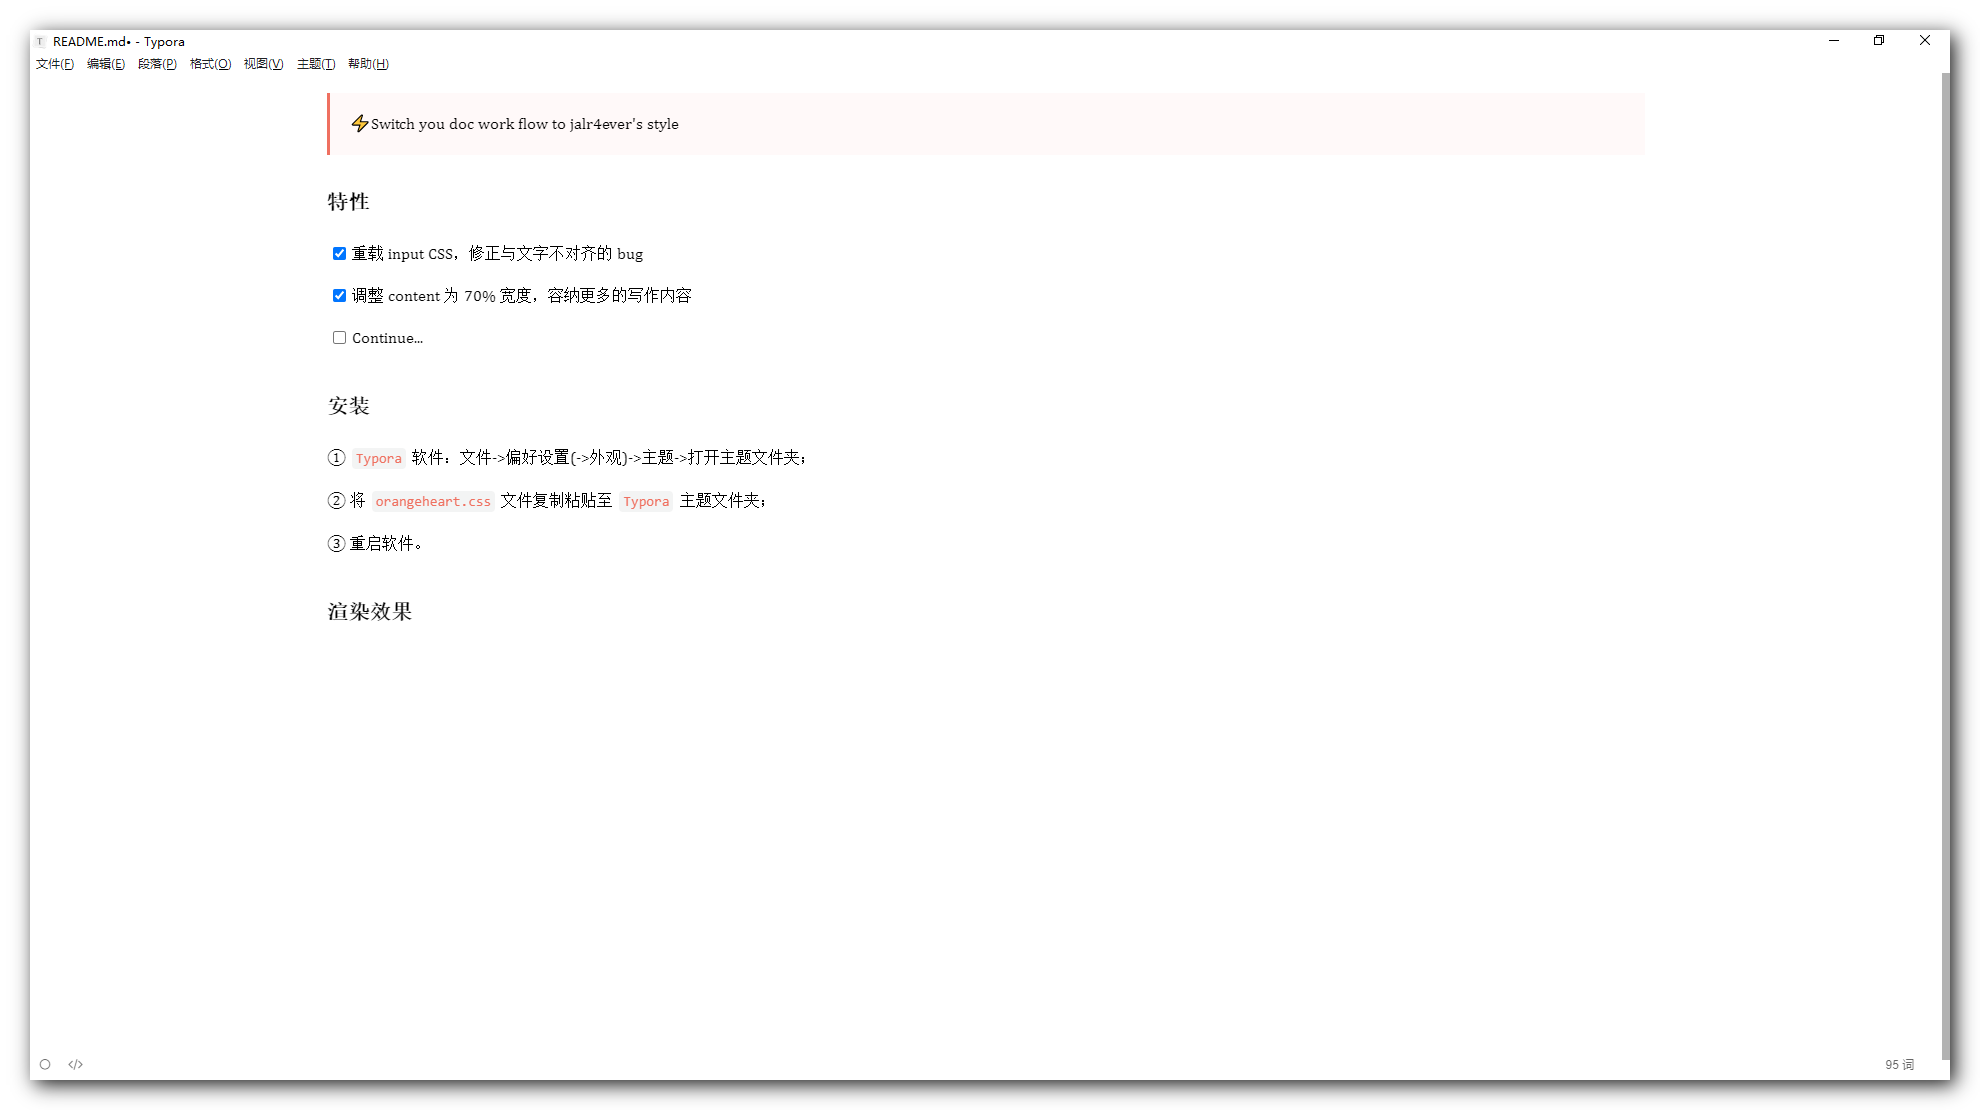 README.md• - Typora
文件(F) 编辑(E) 段落(P) 格式(O) 视图(V) 主题(T) 帮助(H)
⚡Switch you doc work flow to jalr4ever's style
特性
重载 input CSS，修正与文字不对齐的 bug
调整 content 为 70% 宽度，容纳更多的写作内容
Continue...
安装
① Typora 软件：文件->偏好设置(->外观)->主题->打开主题文件夹；
② 将 orangeheart.css 文件复制粘贴至 Typora 主题文件夹；
③ 重启软件。
渲染效果
</> 95 词